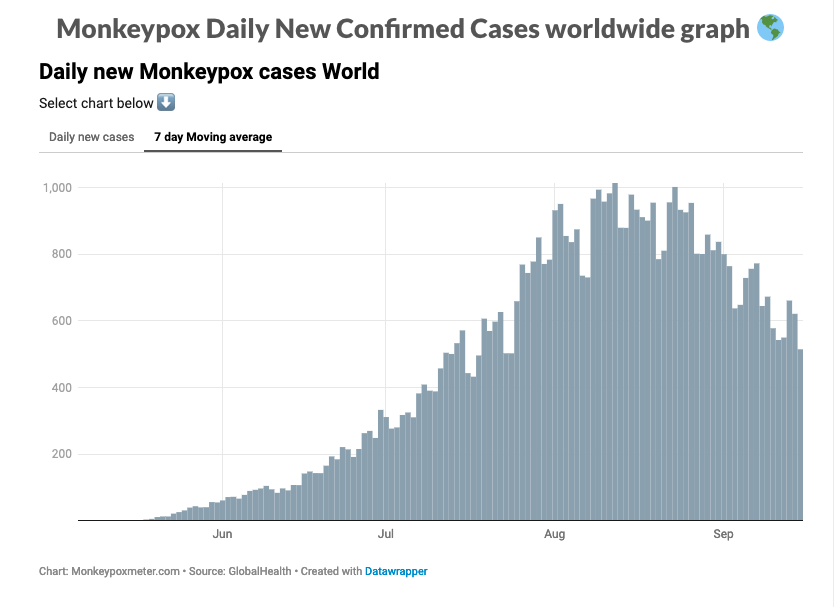 Monkeypox Daily New Confirmed Cases worldwide graph 🌎
Daily new Monkeypox cases World
Select chart below ⬇️
Daily new cases 7 day Moving average
1,000
800
600
400
200
Jun Jul Aug Sep
Chart: Monkeypoxmeter.com • Source: GlobalHealth • Created with Datawrapper